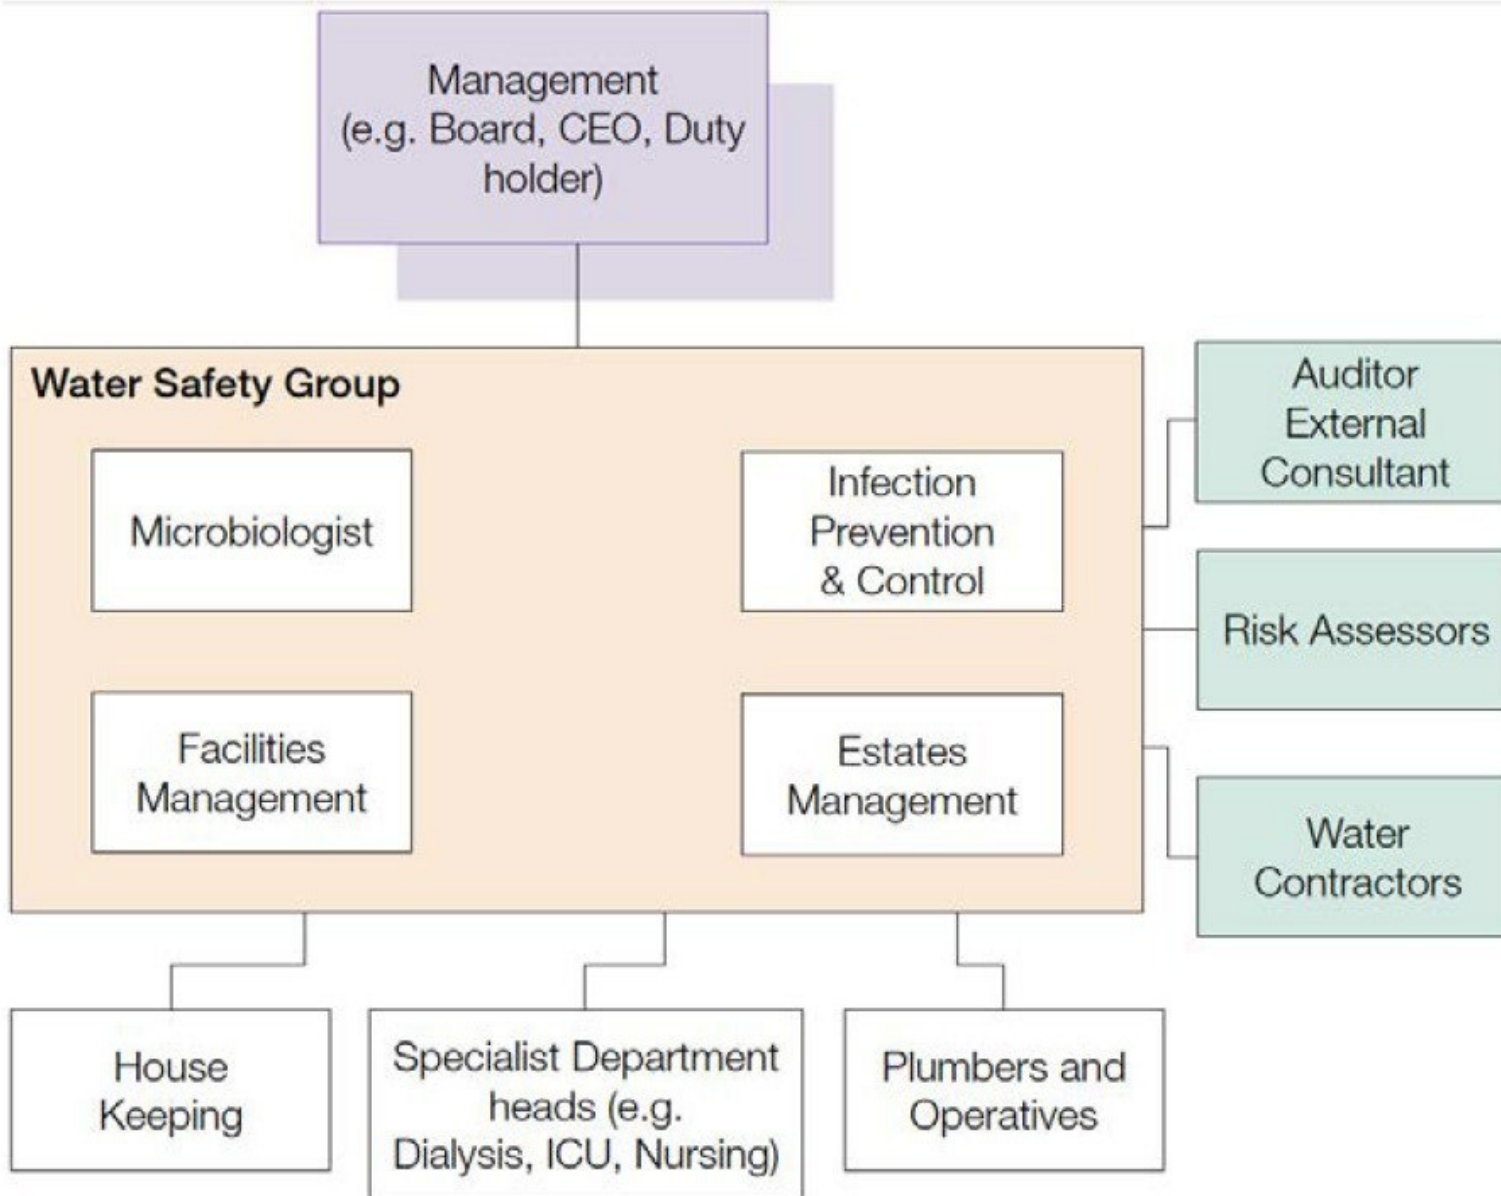 Management
(e.g. Board, CEO, Duty
holder)
Water Safety Group
Microbiologist
Infection
Prevention
& Control
Facilities
Management
Estates
Management
Auditor
External
Consultant
Risk Assessors
Water
Contractors
House
Keeping
Specialist Department
heads (e.g.
Dialysis, ICU, Nursing)
Plumbers and
Operatives